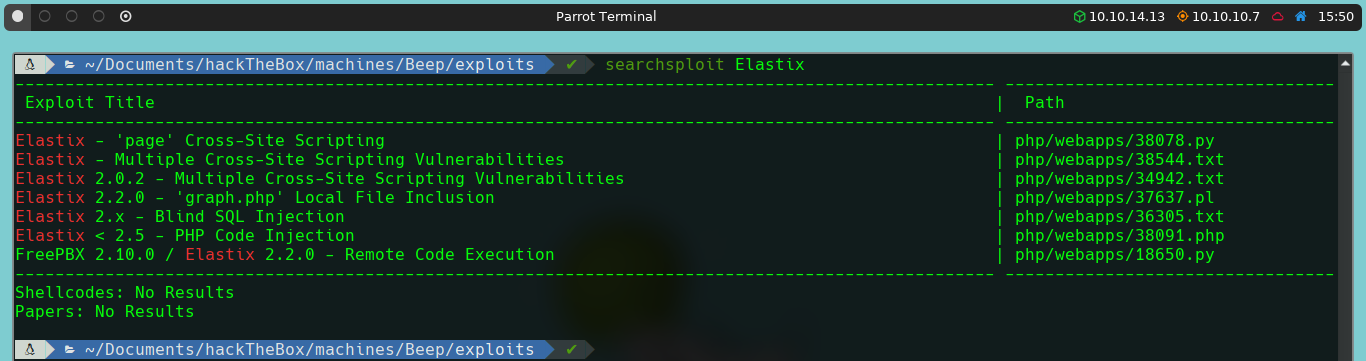 Parrot Terminal 10.10.14.13 10.10.10.7 15:50
~/Documents/hackTheBox/machines/Beep/exploits ✔ searchsploit Elastix
--------------------------------------------------------------------------------------------------- ---------------------------------
Exploit Title | Path
--------------------------------------------------------------------------------------------------- ---------------------------------
Elastix - 'page' Cross-Site Scripting | php/webapps/38078.py
Elastix - Multiple Cross-Site Scripting Vulnerabilities | php/webapps/38544.txt
Elastix 2.0.2 - Multiple Cross-Site Scripting Vulnerabilities | php/webapps/34942.txt
Elastix 2.2.0 - 'graph.php' Local File Inclusion | php/webapps/37637.pl
Elastix 2.x - Blind SQL Injection | php/webapps/36305.txt
Elastix < 2.5 - PHP Code Injection | php/webapps/38091.php
FreePBX 2.10.0 / Elastix 2.2.0 - Remote Code Execution | php/webapps/18650.py
--------------------------------------------------------------------------------------------------- ---------------------------------
Shellcodes: No Results
Papers: No Results
~/Documents/hackTheBox/machines/Beep/exploits ✔